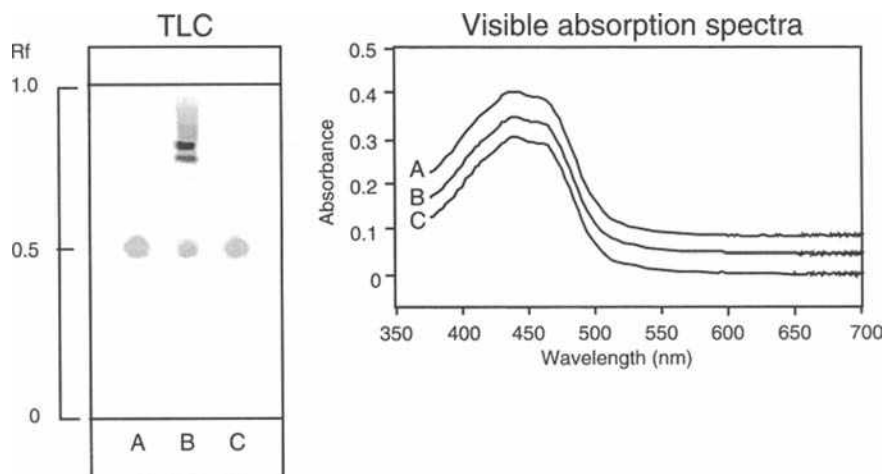 TLC
Rf
1.0
0.5
0
A B C
Visible absorption spectra
Absorbance
0.5
0.4
0.3
0.2
0.1
0
A
B
C
350 400 450 500 550 600 650 700
Wavelength (nm)